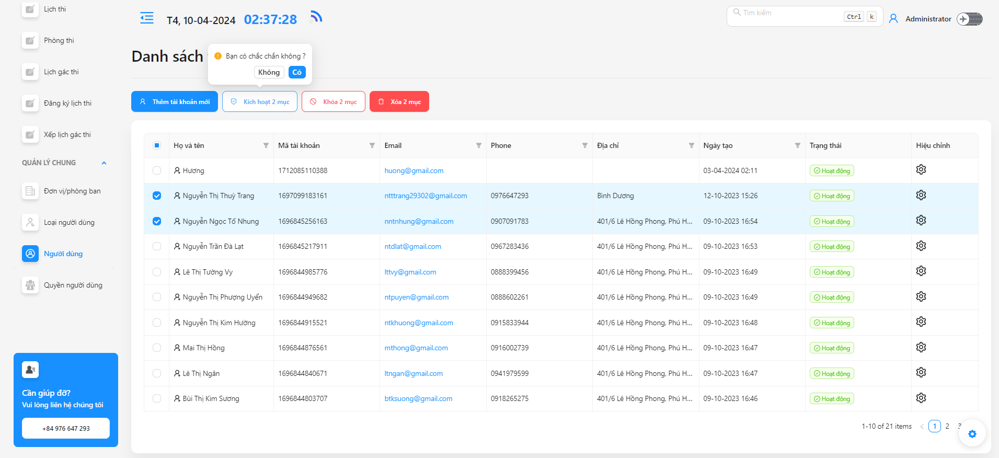 Lịch thi
Phòng thi
Lịch gác thi
Đăng ký lịch thi
Xếp lịch gác thi
QUẢN LÝ CHUNG
Đơn vị/phòng ban
Loại người dùng
Người dùng
Quyền người dùng
Cần giúp đỡ?
Vui lòng liên hệ chúng tôi
+84 976 647 293
T4, 10-04-2024 02:37:28
Tìm kiếm Ctrl k
Administrator
Danh sách
Bạn có chắc chắn không ?
Không Có
Thêm tài khoản mới Kích hoạt 2 mục Khóa 2 mục Xóa 2 mục
Họ và tên Mã tài khoản Email Phone Địa chỉ Ngày tạo Trạng thái Hiệu chỉnh
Hương 1712085110388 huong@gmail.com 03-04-2024 02:11 Hoạt động
Nguyễn Thị Thuỳ Trang 1697099183161 ntttrang29302@gmail.com 0976647293 Bình Dương 12-10-2023 15:26 Hoạt động
Nguyễn Ngọc Tố Nhung 1696845256163 nntnhung@gmail.com 0907091783 401/6 Lê Hồng Phong, Phú H... 09-10-2023 16:54 Hoạt động
Nguyễn Trần Đà Lạt 1696845217911 ntdlat@gmail.com 0967283436 401/6 Lê Hồng Phong, Phú H... 09-10-2023 16:53 Hoạt động
Lê Thị Tường Vy 1696844985776 lttvy@gmail.com 0888399456 401/6 Lê Hồng Phong, Phú H... 09-10-2023 16:49 Hoạt động
Nguyễn Thị Phượng Uyển 1696844949682 ntpuyen@gmail.com 0888602261 401/6 Lê Hồng Phong, Phú H... 09-10-2023 16:49 Hoạt động
Nguyễn Thị Kim Hường 1696844915521 ntkhuong@gmail.com 0915833944 401/6 Lê Hồng Phong, Phú H... 09-10-2023 16:48 Hoạt động
Mai Thị Hồng 1696844876561 mthong@gmail.com 0916002739 401/6 Lê Hồng Phong, Phú H... 09-10-2023 16:47 Hoạt động
Lê Thị Ngân 1696844840671 ltngan@gmail.com 0941979599 401/6 Lê Hồng Phong, Phú H... 09-10-2023 16:47 Hoạt động
Bùi Thị Kim Sương 1696844803707 btksuong@gmail.com 0918265275 401/6 Lê Hồng Phong, Phú H... 09-10-2023 16:46 Hoạt động
1-10 of 21 items < 1 2 3